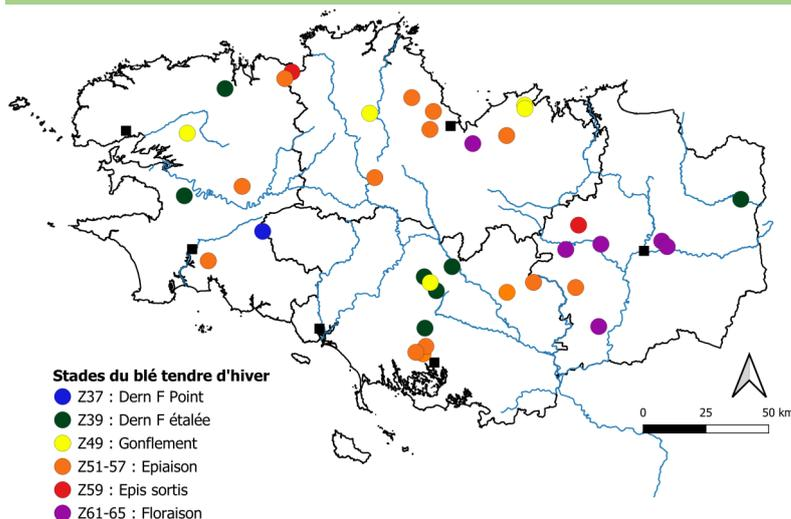 Stades du blé tendre d'hiver
Z37 : Dern F Point
Z39 : Dern F étalée
Z49 : Gonflement
Z51-57 : Epiaison
Z59 : Epis sortis
Z61-65 : Floraison
0 25 50 km